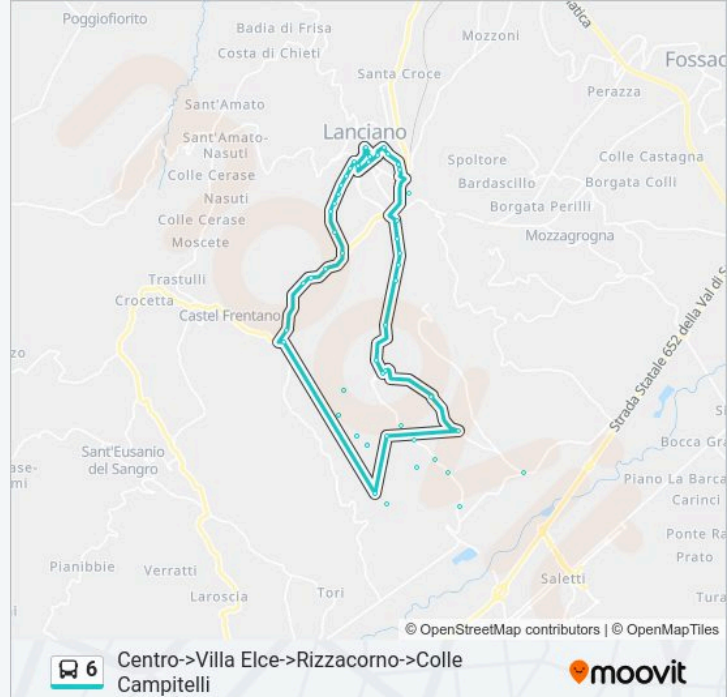 Poggiofiorito
Badia di Frisa
Mozzoni
Costa di Chieti
Fossac
Santa Croce
Perazza
Sant'Amato
Lanciano
Sant'Amato-
Nasuti
Spoltore
Colle Castagna
Colle Cerase
Bardascillo
Borgata Colli
Nasuti
Borgata Perilli
Colle Cerase
Mozzagrogna
Moscete
Trastulli
Crocetta
Castel Frentano
Strada Statale 652 della Val di S
zo
Sant'Eusanio
del Sangro
Bocca Gra
ase-
mi
Piano La Barca
Carinci
Ponte Ra
Prato
Pianibbie
Verratti
Saletti
Tori
Laroscia
Tura
© OpenStreetMap contributors | © OpenMapTiles
6
Centro->Villa Elce->Rizzacorno->Colle
Campitelli
moovit